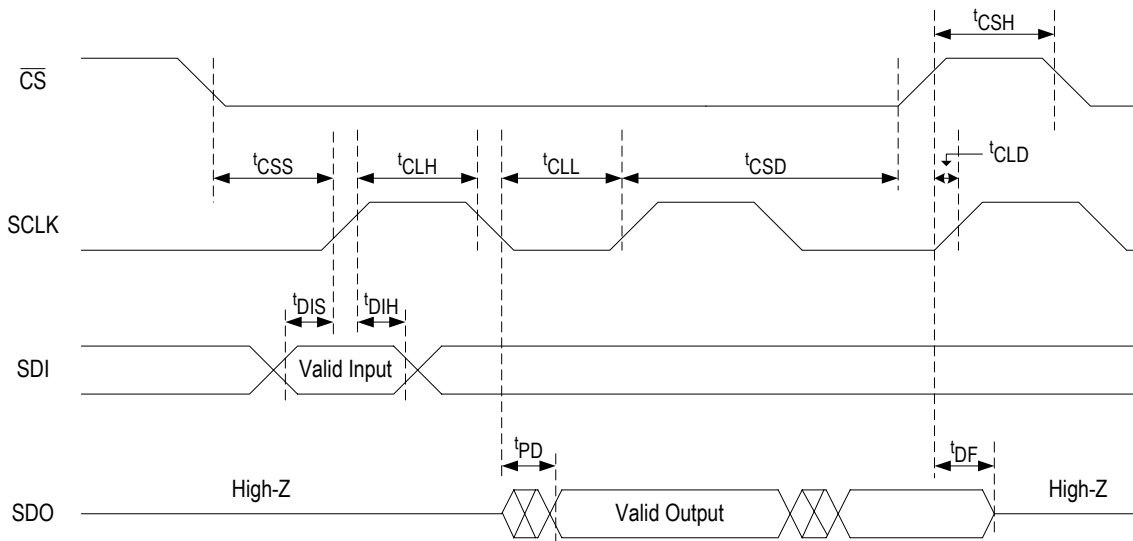 tCSH
CS
tCLD
tCSS
tCLH
tCLL
tCSD
SCLK
tDIS
tDIH
SDI
Valid Input
tPD
tDF
High-Z
High-Z
SDO
Valid Output